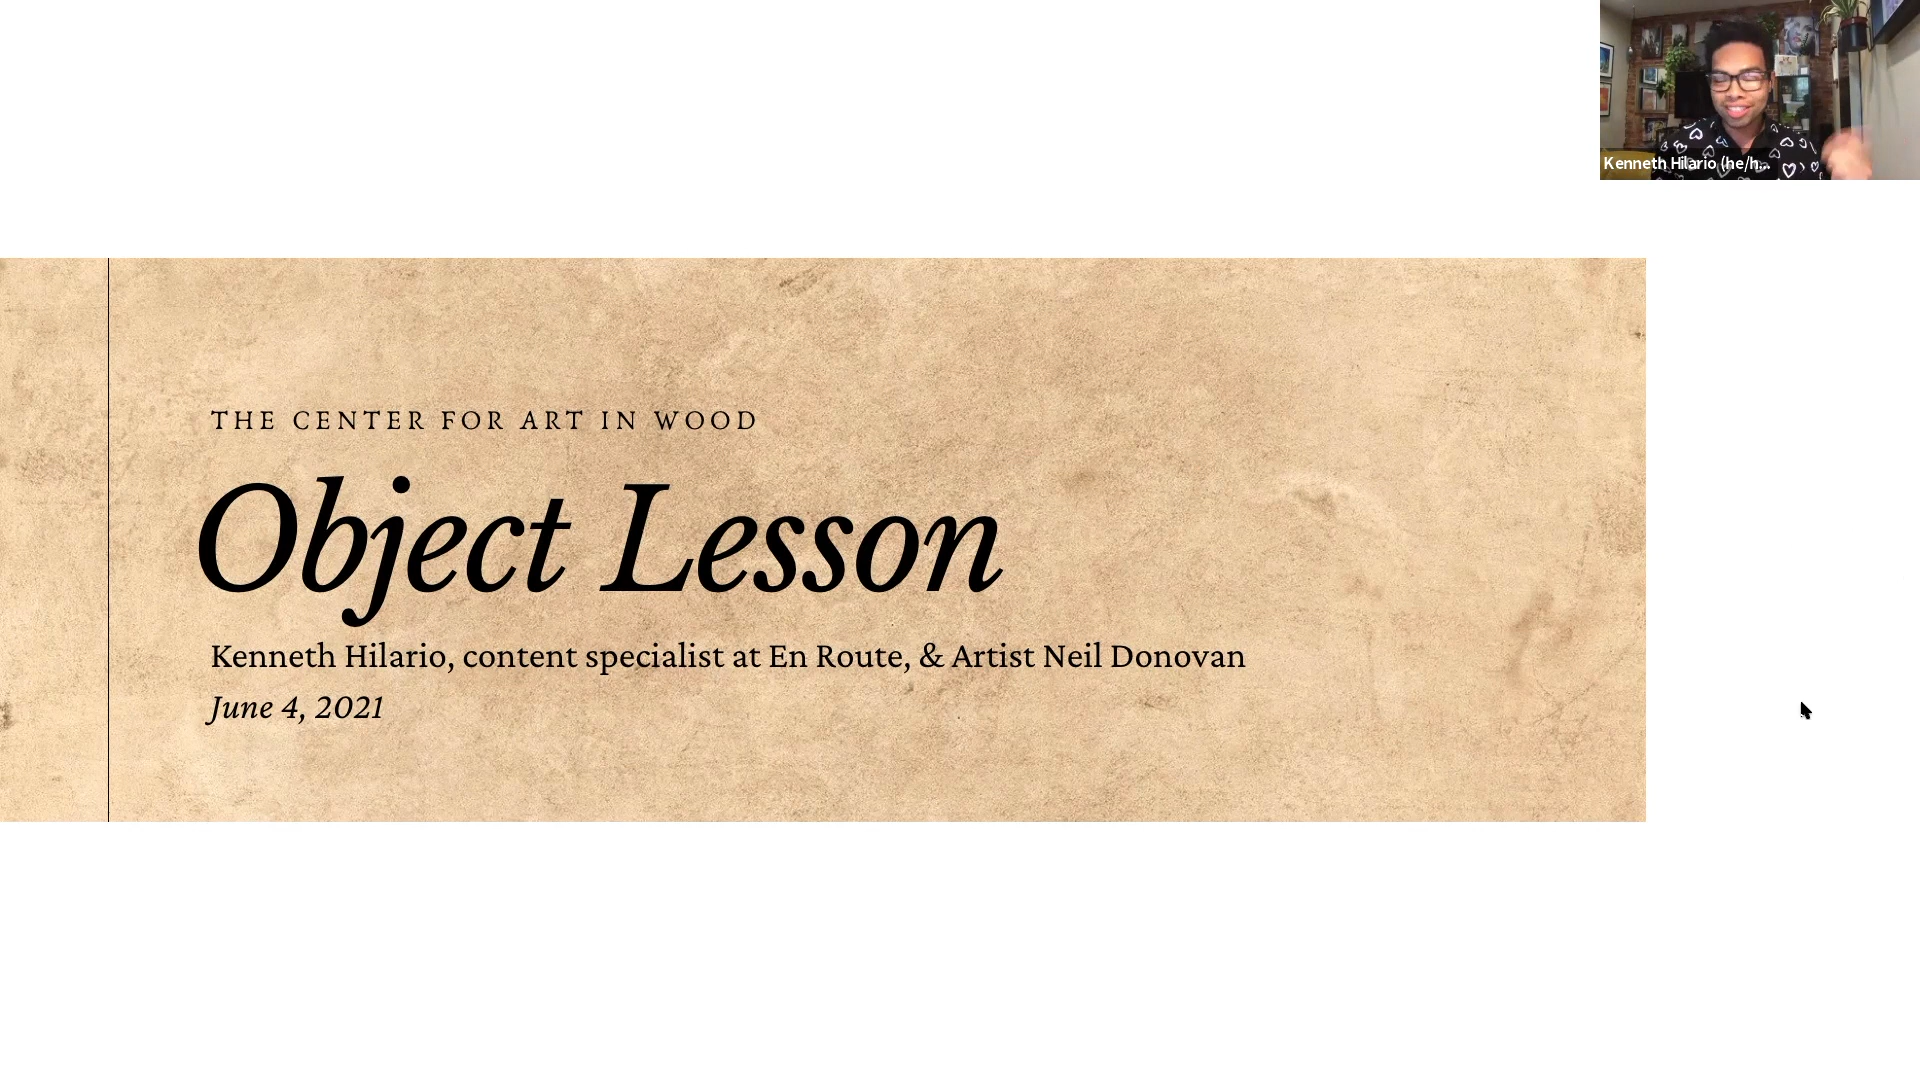 Kenneth Hilario (he/h...
THE CENTER FOR ART IN WOOD
Object Lesson
Kenneth Hilario, content specialist at En Route, & Artist Neil Donovan
June 4, 2021